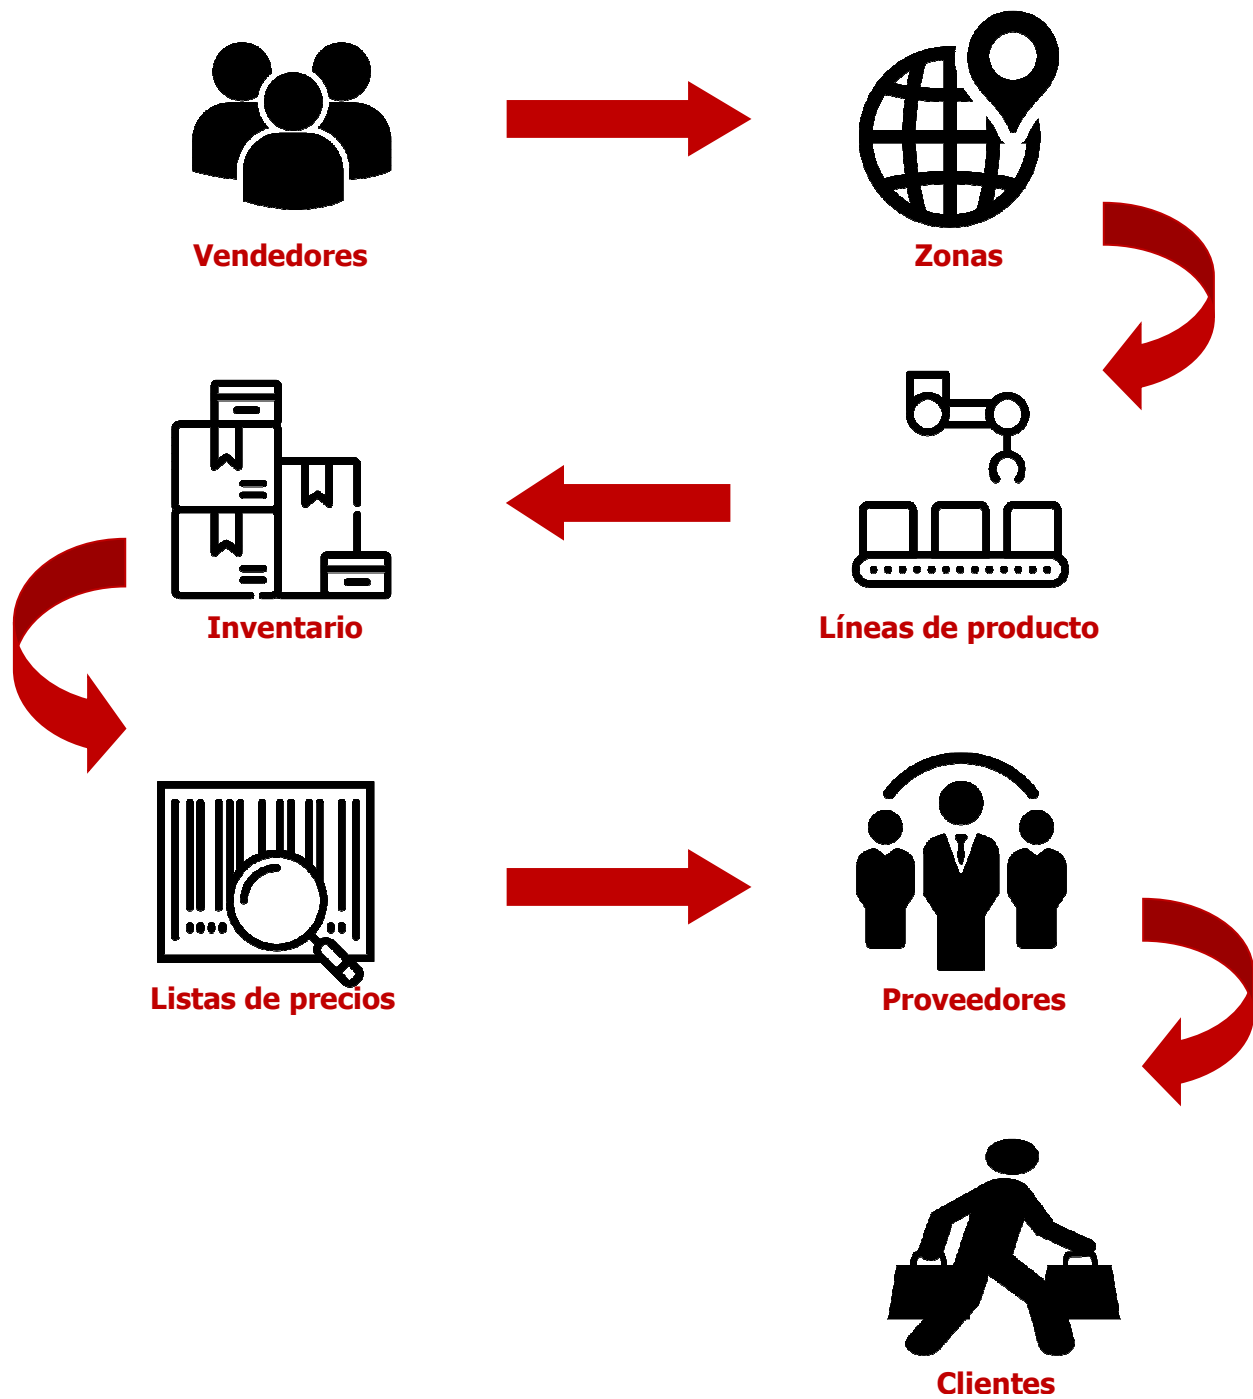 Vendedores
Zonas
Inventario
Líneas de producto
Listas de precios
Proveedores
Clientes